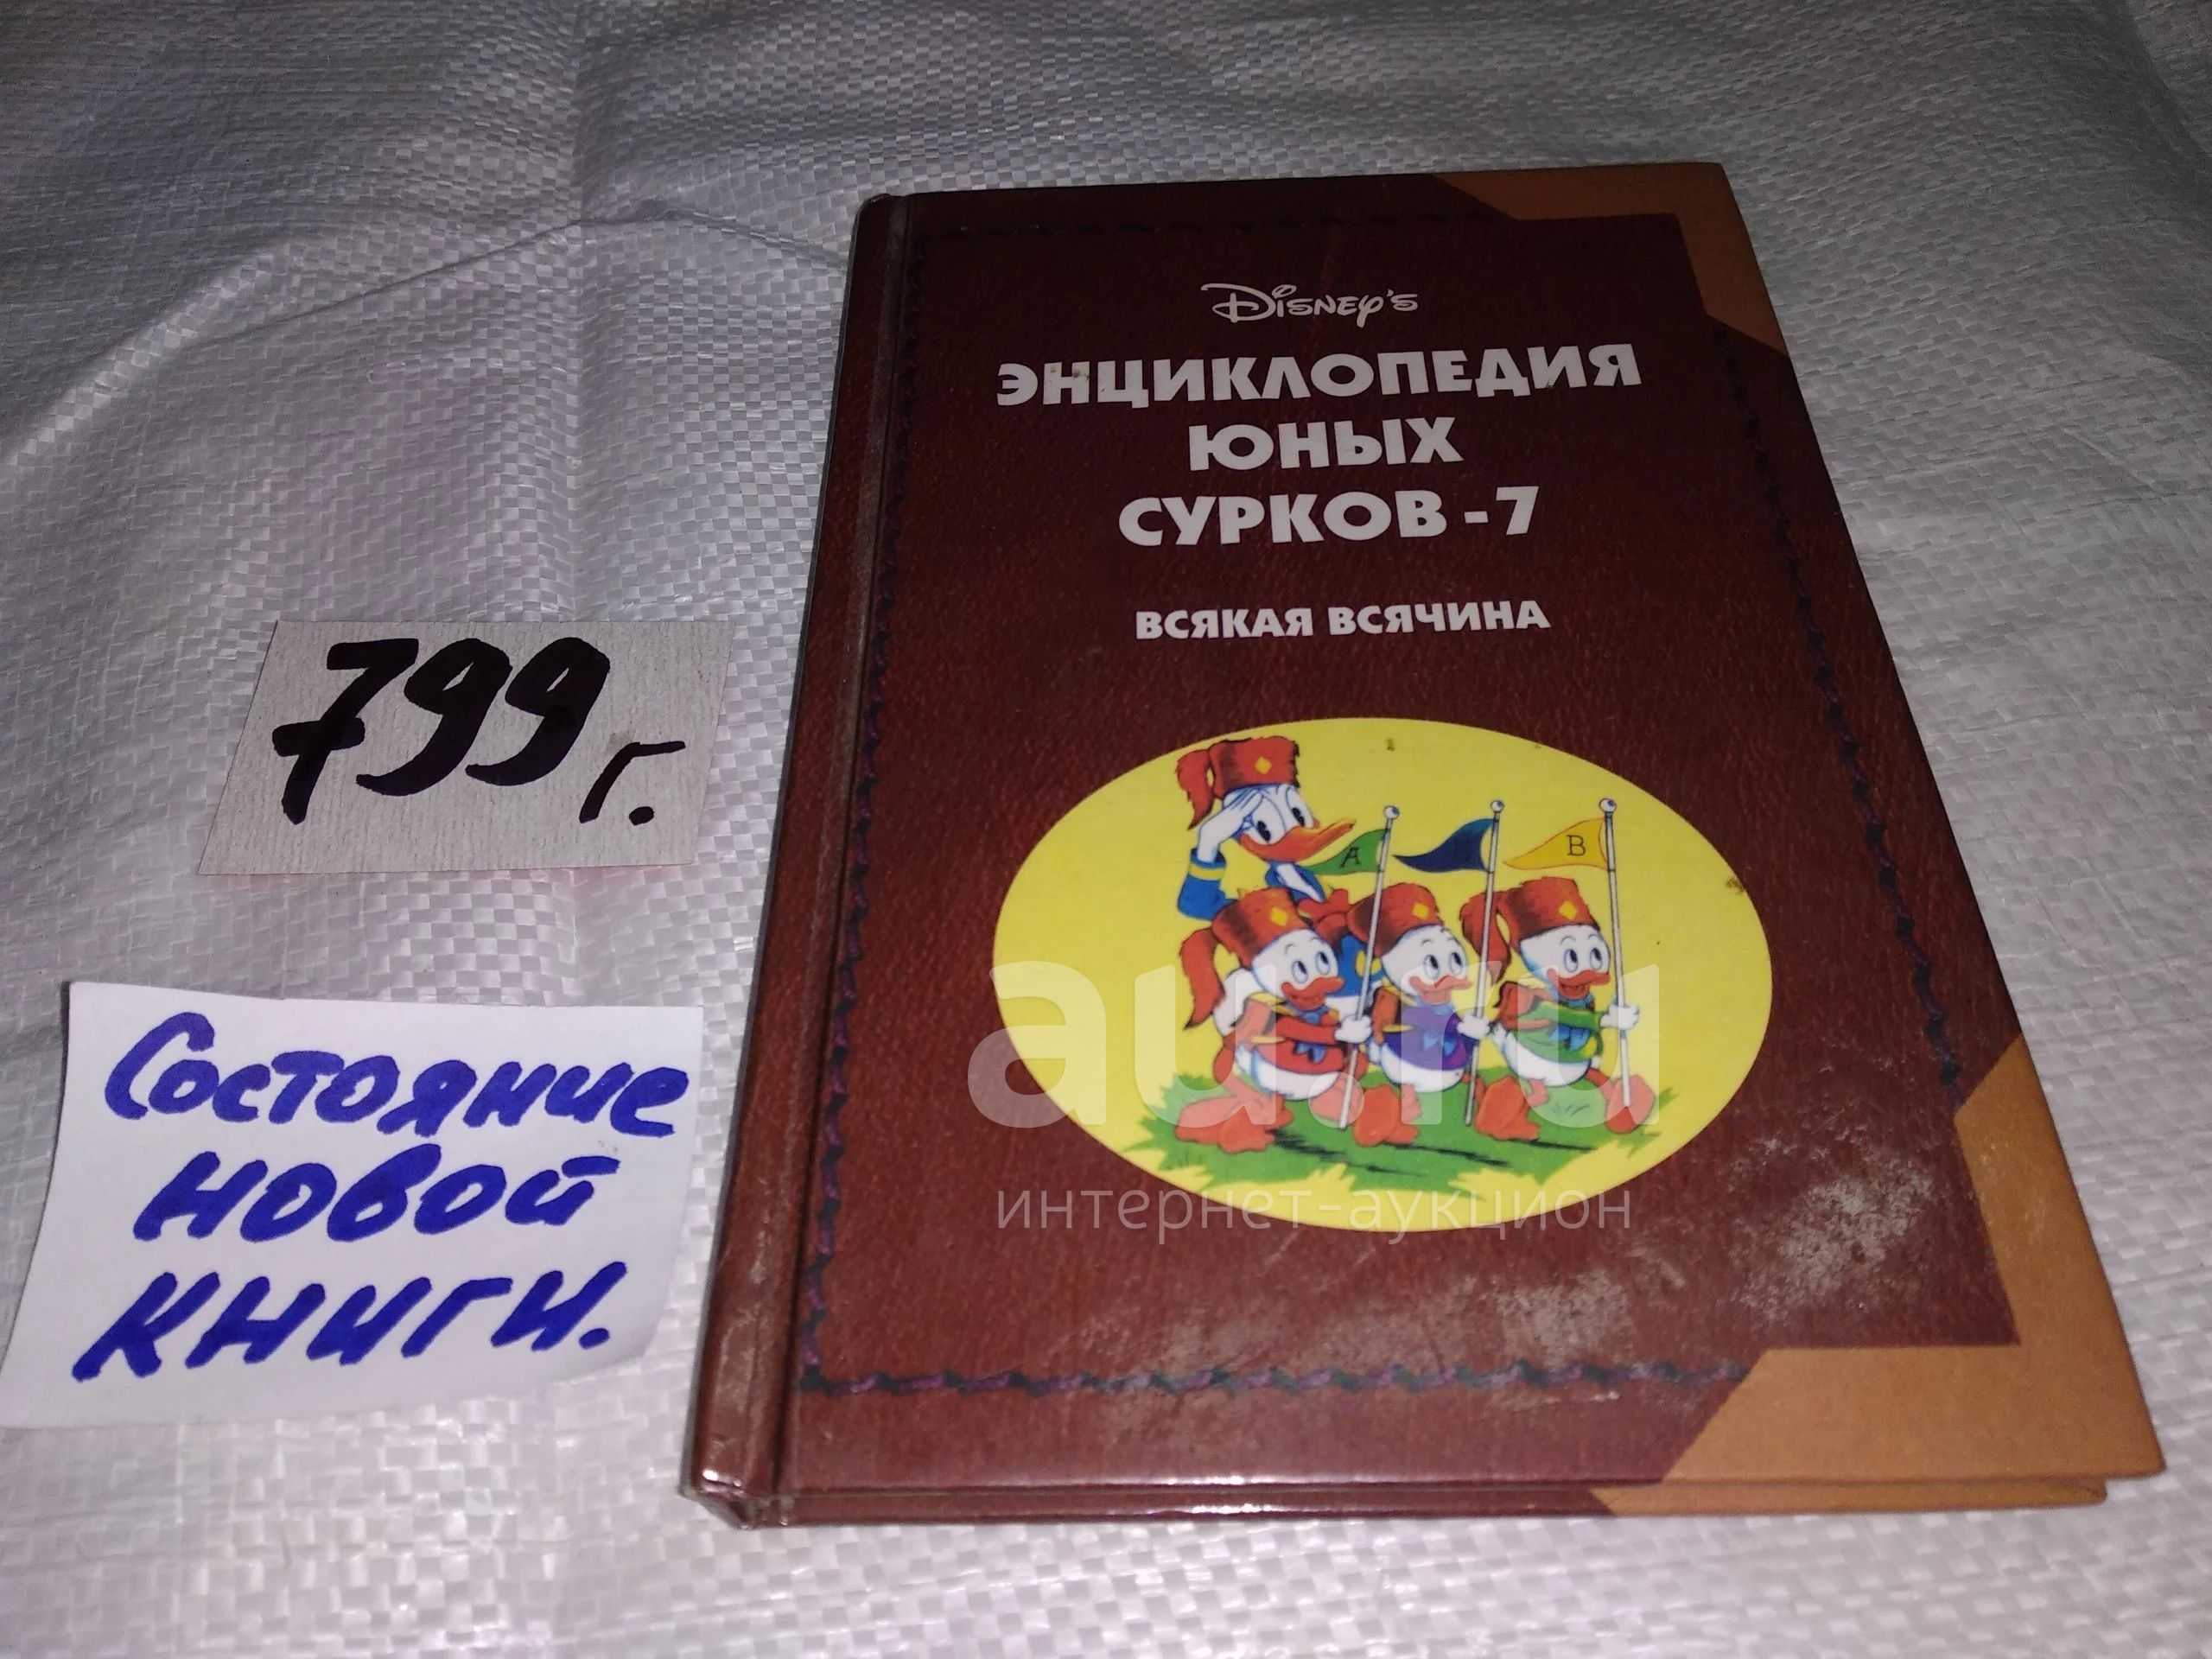 Disney's
ЭНЦИКЛОПЕДИЯ
ЮНЫХ
СУРКОВ-7
ВСЯКАЯ ВСЯЧИНА
A
B
799 г.
Состояние
новой
книги.
au.ru
интернет-аукцион